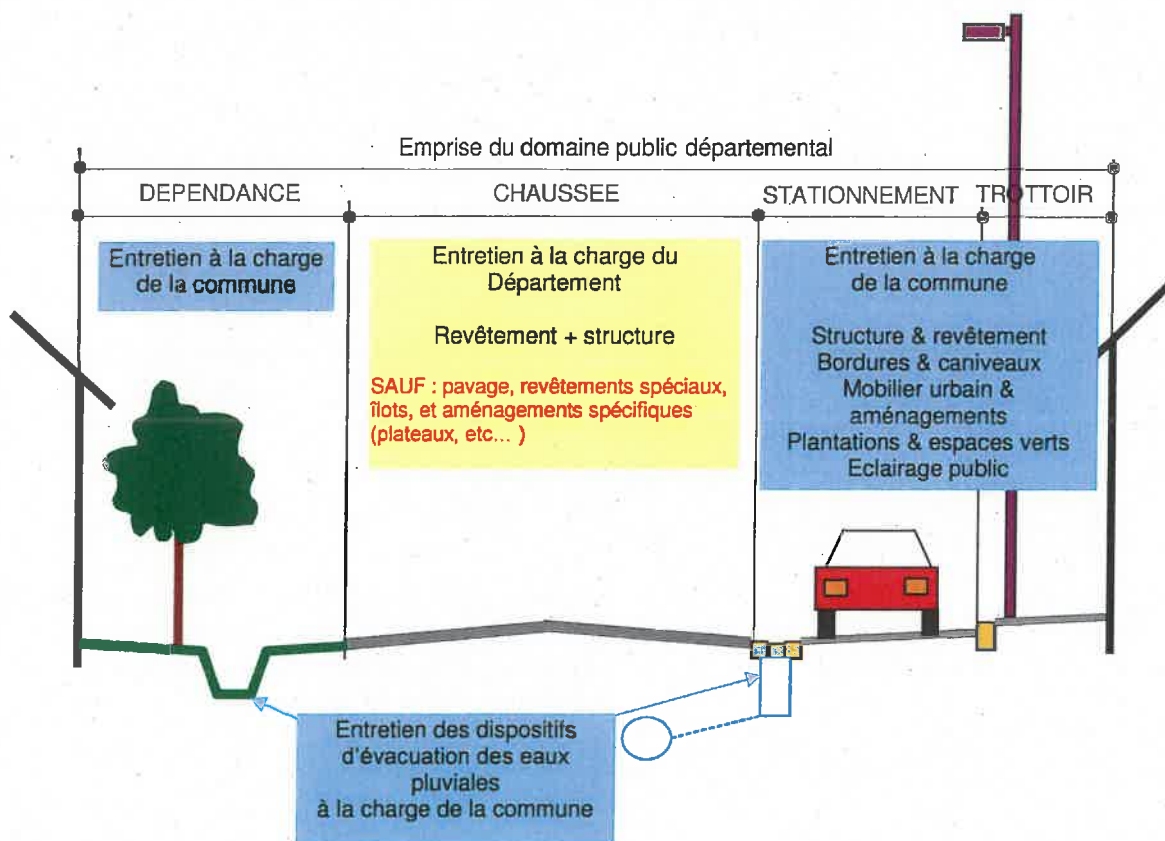 Emprise du domaine public départemental
DEPENDANCE
CHAUSSEE
STATIONNEMENT
TROTTOIR
Entretien à la charge
de la commune
Entretien à la charge du
Département
Revêtement + structure
SAUF : pavage, revêtements spéciaux,
îlots, et aménagements spécifiques
(plateaux, etc... )
Entretien à la charge
de la commune
Structure & revêtement
Bordures & caniveaux
Mobilier urbain &
aménagements
Plantations & espaces verts
Eclairage public
Entretien des dispositifs
d'évacuation des eaux
pluviales
à la charge de la commune